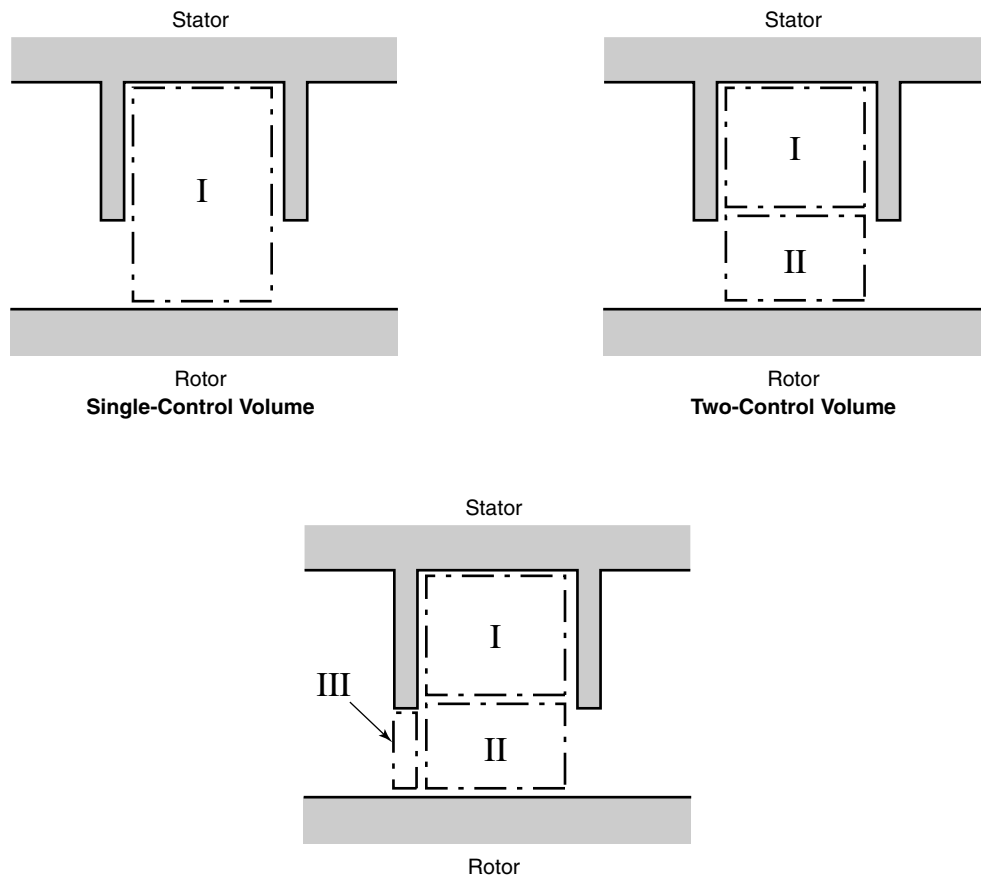 Stator
I
Rotor
Single-Control Volume
Stator
I
II
Rotor
Two-Control Volume
Stator
I
III
II
Rotor